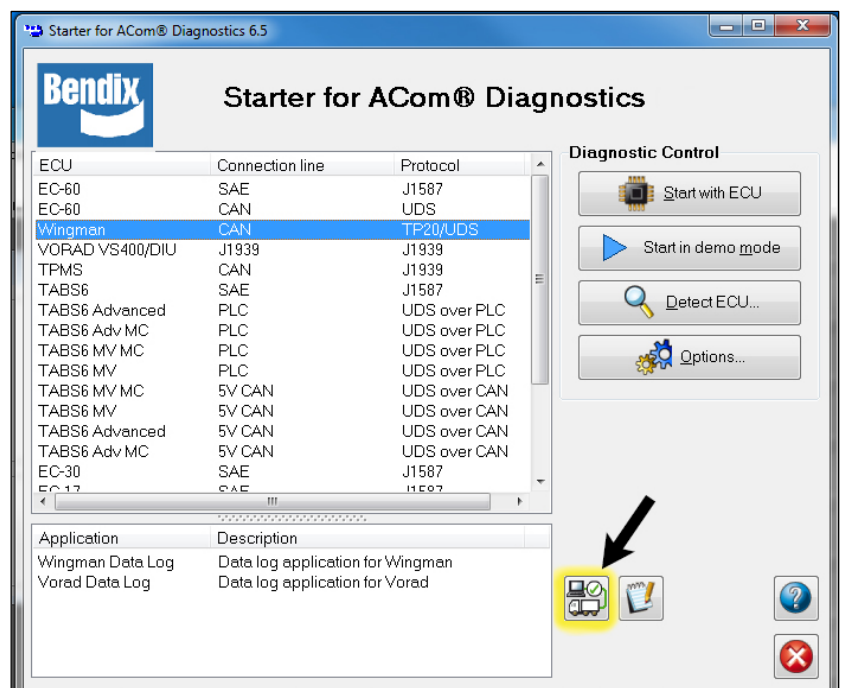 Starter for ACom® Diagnostics 6.5
Bendix
Starter for ACom® Diagnostics
ECU Connection line Protocol
EC-60 SAE J1587
EC-60 CAN UDS
Wingman CAN TP20/UDS
VORAD VS400/DIU J1939 J1939
TPMS CAN J1939
TABS6 SAE J1587
TABS6 Advanced PLC UDS over PLC
TABS6 Adv MC PLC UDS over PLC
TABS6 MV MC PLC UDS over PLC
TABS6 MV PLC UDS over PLC
TABS6 MV MC 5V CAN UDS over CAN
TABS6 MV 5V CAN UDS over CAN
TABS6 Advanced 5V CAN UDS over CAN
TABS6 Adv MC 5V CAN UDS over CAN
EC-30 SAE J1587
EC-17 SAE J1587
Diagnostic Control
Start with ECU
Start in demo mode
Detect ECU...
Options...
Application Description
Wingman Data Log Data log application for Wingman
Vorad Data Log Data log application for Vorad